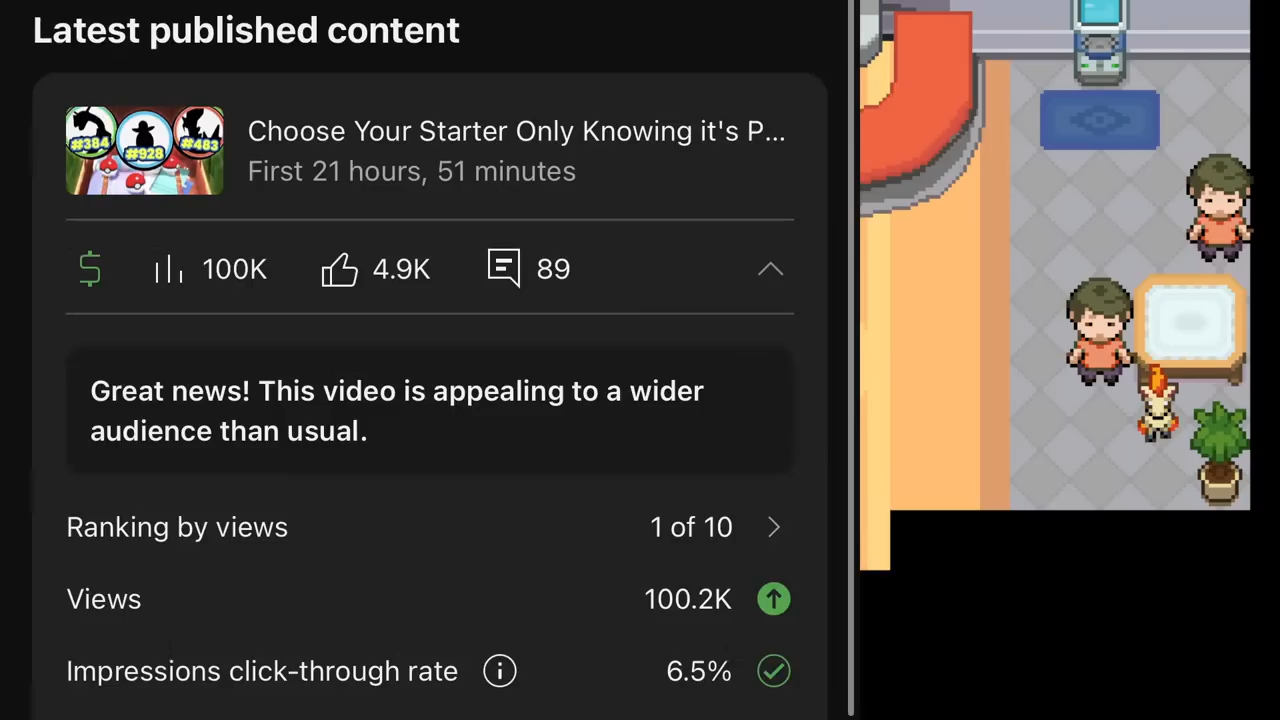 Latest published content
#384
#928
#483
Choose Your Starter Only Knowing it's P...
First 21 hours, 51 minutes
100K
4.9K
89
Great news! This video is appealing to a wider
audience than usual.
Ranking by views
1 of 10
Views
100.2K
Impressions click-through rate
6.5%